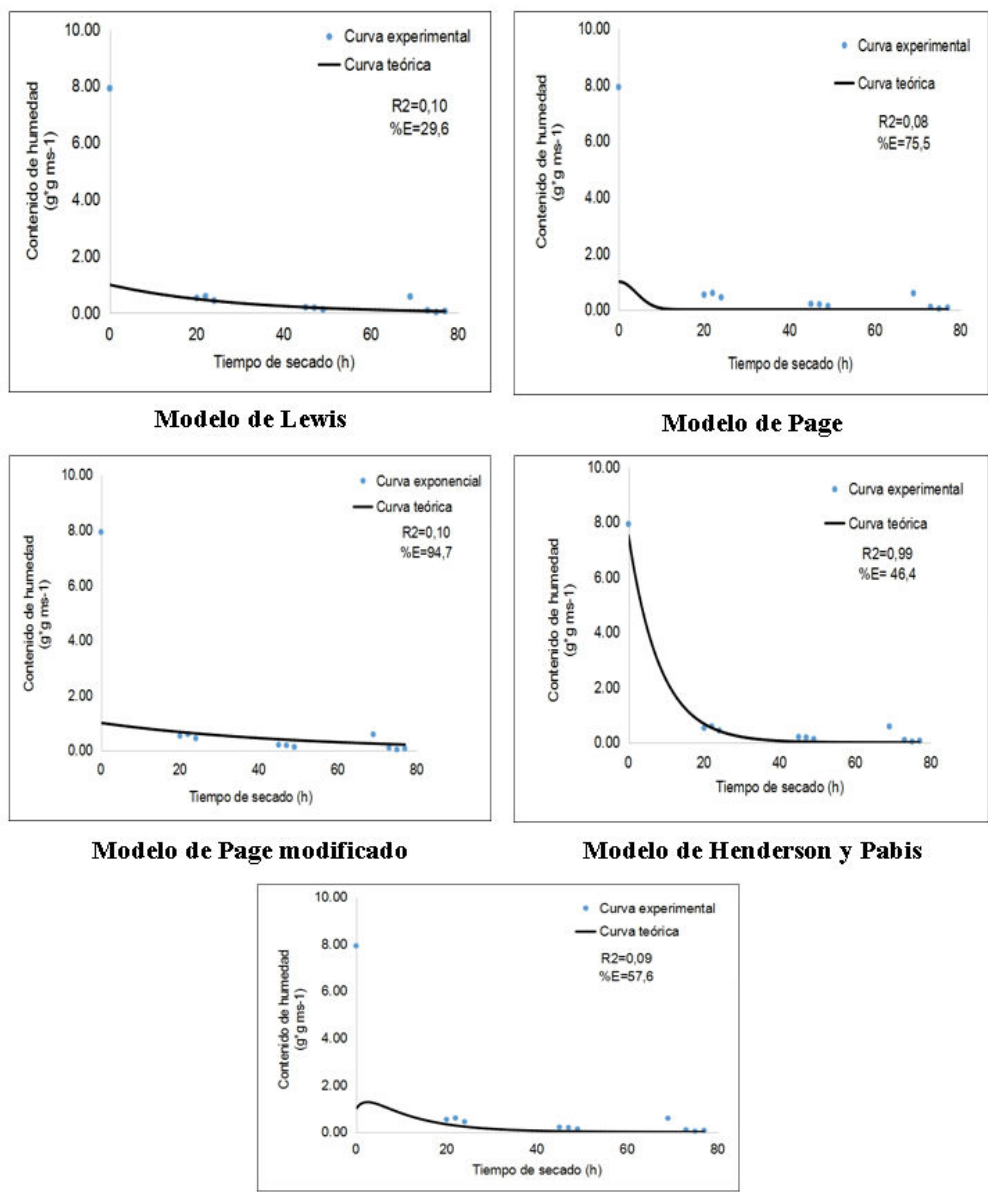 10.00
8.00
6.00
4.00
2.00
0.00
0
20
40
60
80
Contenido de humedad
(g*g ms-1)
Tiempo de secado (h)
Curva experimental
Curva teórica
R2=0,10
%E=29,6
Modelo de Lewis
10.00
8.00
6.00
4.00
2.00
0.00
0
20
40
60
80
Contenido de humedad
(g*g ms-1)
Tiempo de secado (h)
Curva experimental
Curva teórica
R2=0,08
%E=75,5
Modelo de Page
10.00
8.00
6.00
4.00
2.00
0.00
0
20
40
60
80
Contenido de humedad
(g*g ms-1)
Tiempo de secado (h)
Curva exponencial
Curva teórica
R2=0,10
%E=94,7
Modelo de Page modificado
10.00
8.00
6.00
4.00
2.00
0.00
0
20
40
60
80
Contenido de humedad
(g*g ms-1)
Tiempo de secado (h)
Curva experimental
Curva teórica
R2=0,99
%E= 46,4
Modelo de Henderson y Pabis
10.00
8.00
6.00
4.00
2.00
0.00
0
20
40
60
80
Contenido de humedad
(g*g ms-1)
Tiempo de secado (h)
Curva experimental
Curva teórica
R2=0,09
%E=57,6